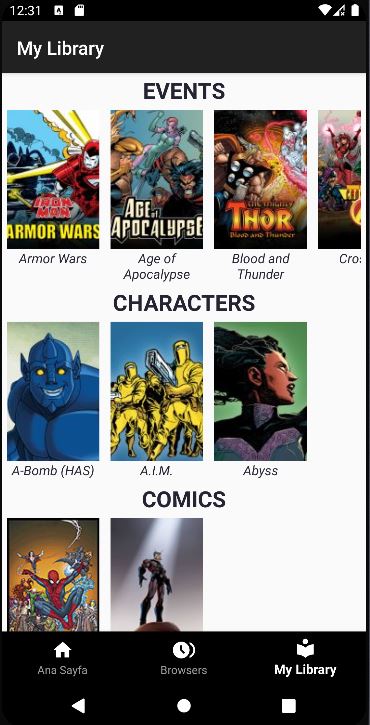 12:31
My Library
EVENTS
IRON
MAN
ARMOR WARS
AGE of
APOCALYPSE
THE MIGHTY
THOR
Blood and Thunder
Armor Wars
Age of
Apocalypse
Blood and
Thunder
Cros
CHARACTERS
A-Bomb (HAS)
A.I.M.
Abyss
COMICS
Ana Sayfa
Browsers
My Library